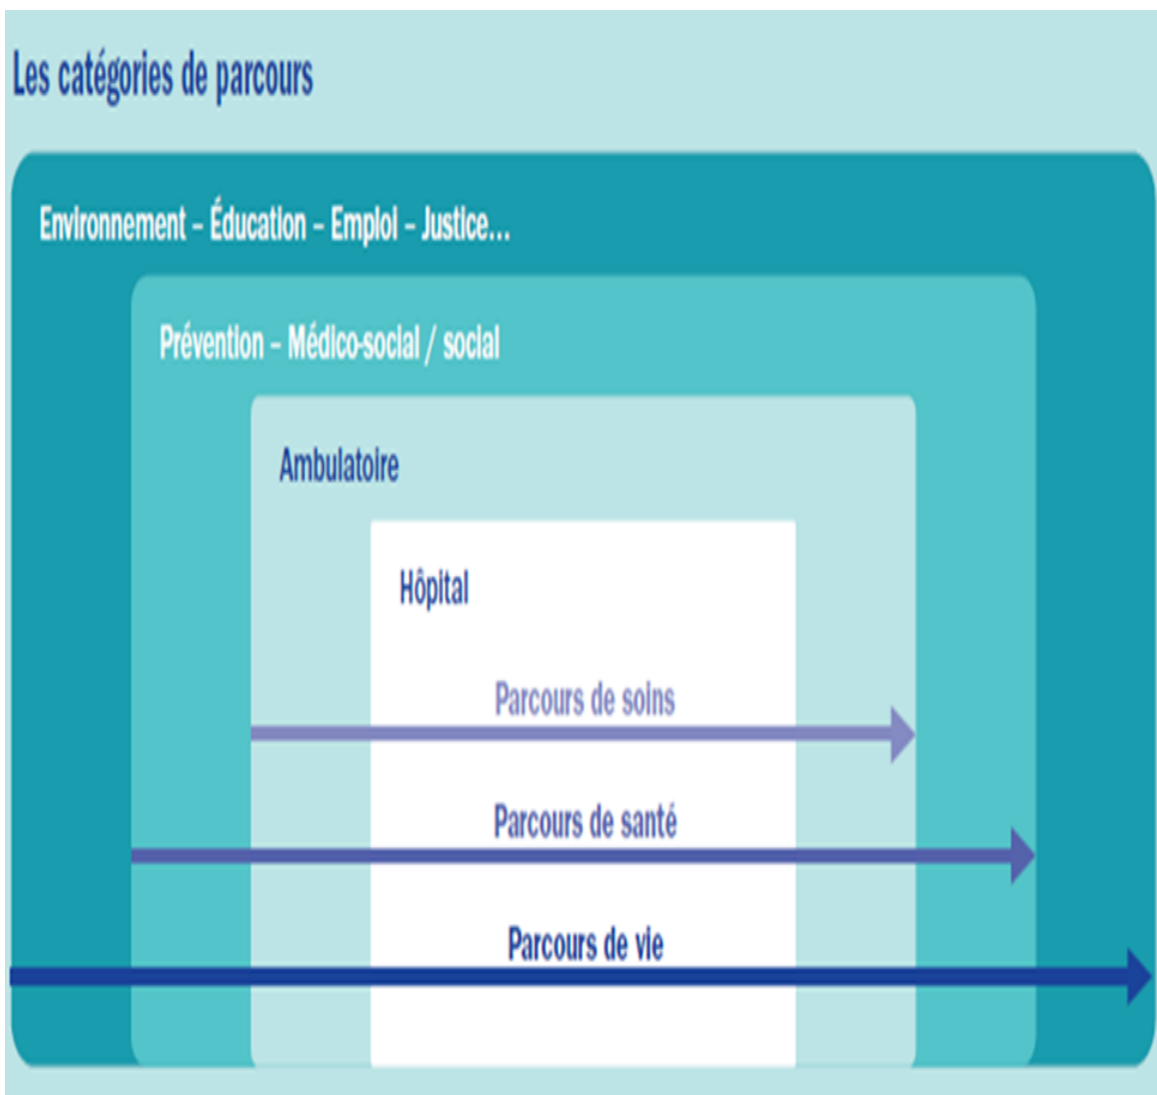 Les catégories de parcours
Environnement – Éducation – Emploi – Justice...
Prévention – Médico-social / social
Ambulatoire
Hôpital
Parcours de soins
Parcours de santé
Parcours de vie